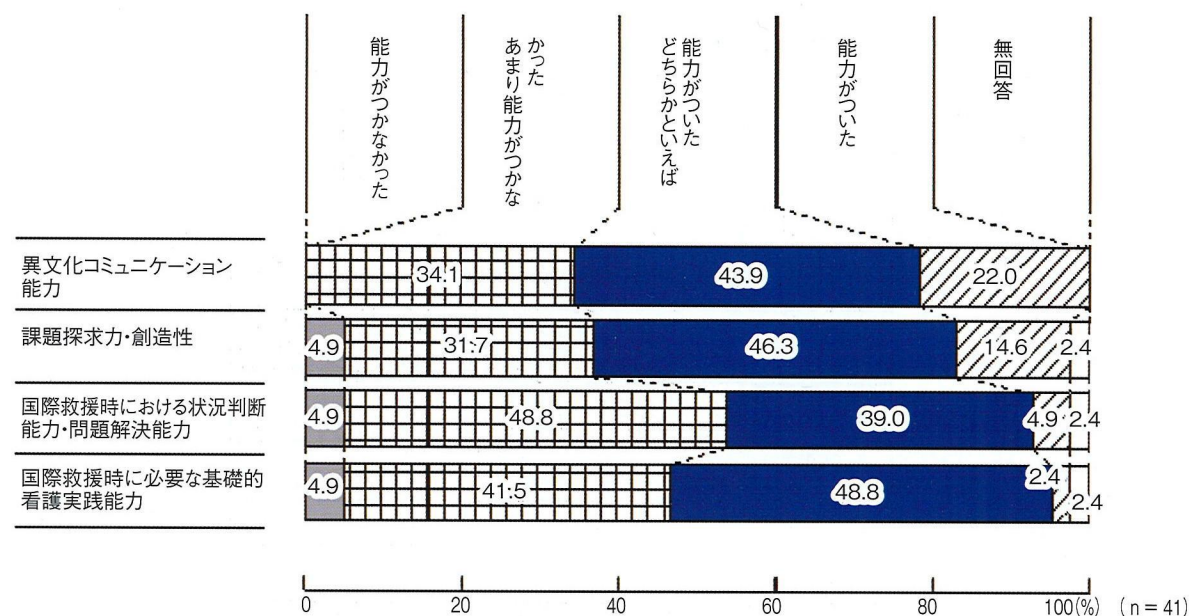 能力がつかなかった
あまり能力がつかな
かった
どちらかといえば
能力がついた
能力がついた
無回答
異文化コミュニケーション
能力
34.1
43.9
22.0
課題探求力・創造性
4.9
31.7
46.3
14.6
2.4
国際救援時における状況判断
能力・問題解決能力
4.9
48.8
39.0
4.9
2.4
国際救援時に必要な基礎的
看護実践能力
4.9
41.5
48.8
2.4
2.4
0
20
40
60
80
100(%)
(n=41)